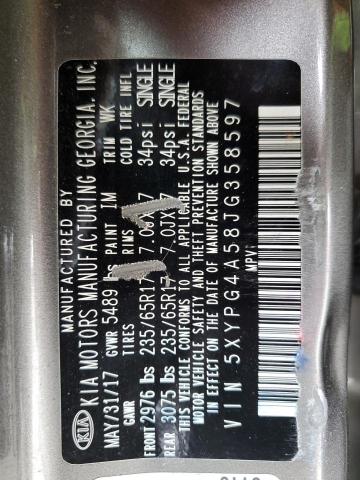 MANUFACTURED BY
KIA KIA MOTORS MANUFACTURING GEORGIA, INC.
MAY/31/17 GVWR 5489 lbs PAINT IM TRIM WK
GAWR TIRES RIMS COLD TIRE INFL
FRONT 2976 lbs 235/65R17 7.0JX17 34psi SINGLE
REAR 3075 lbs 235/65R17 7.0JX17 34psi SINGLE
THIS VEHICLE CONFORMS TO ALL APPLICABLE U.S.A. FEDERAL
MOTOR VEHICLE SAFETY AND THEFT PREVENTION STANDARDS
IN EFFECT ON THE DATE OF MANUFACTURE SHOWN ABOVE
VIN 5XYPG4A58JG358597
MPV